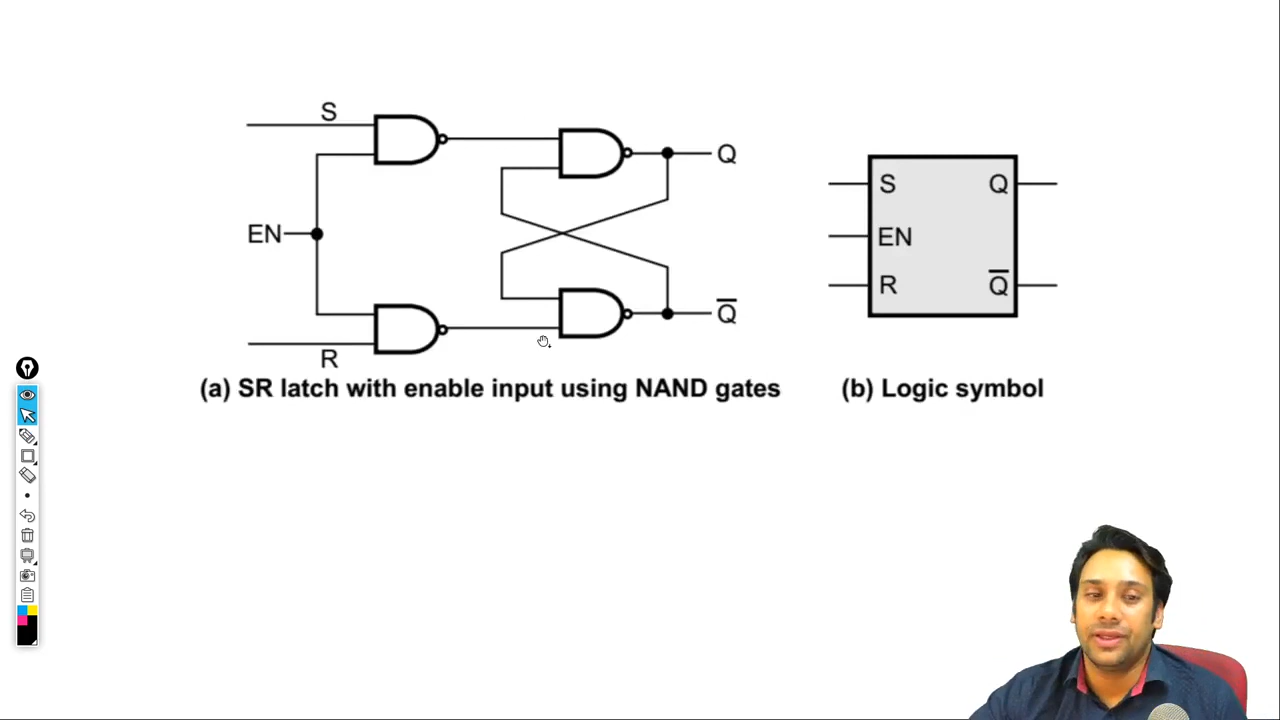 S
Q
EN
R
Q̅
(a) SR latch with enable input using NAND gates
S Q
EN
R Q̅
(b) Logic symbol